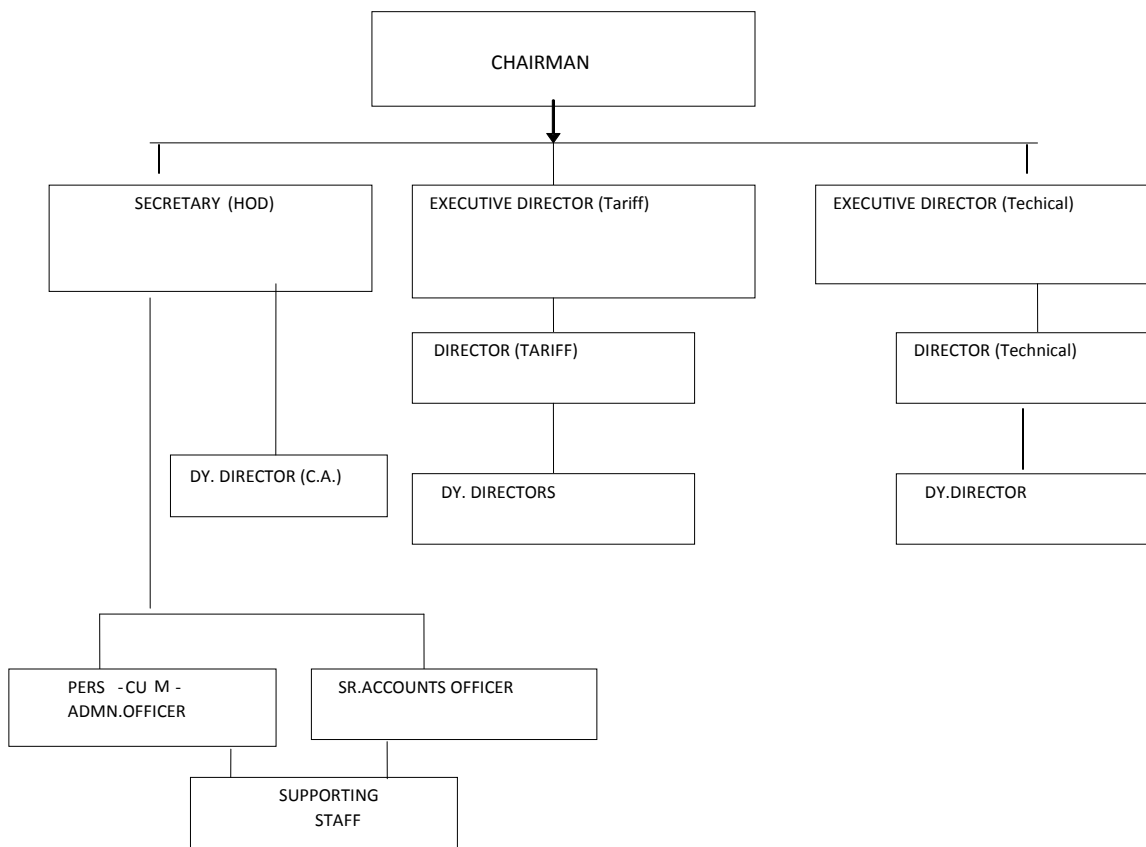 CHAIRMAN
SECRETARY (HOD)
EXECUTIVE DIRECTOR (Tariff)
EXECUTIVE DIRECTOR (Techical)
DIRECTOR (TARIFF)
DIRECTOR (Technical)
DY. DIRECTOR (C.A.)
DY. DIRECTORS
DY.DIRECTOR
PERS -CU M -
ADMN.OFFICER
SR.ACCOUNTS OFFICER
SUPPORTING
STAFF